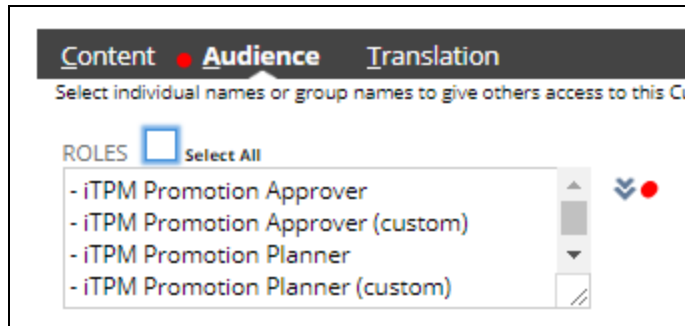 Content Audience Translation
Select individual names or group names to give others access to this
ROLES Select All
- iTPM Promotion Approver
- iTPM Promotion Approver (custom)
- iTPM Promotion Planner
- iTPM Promotion Planner (custom)